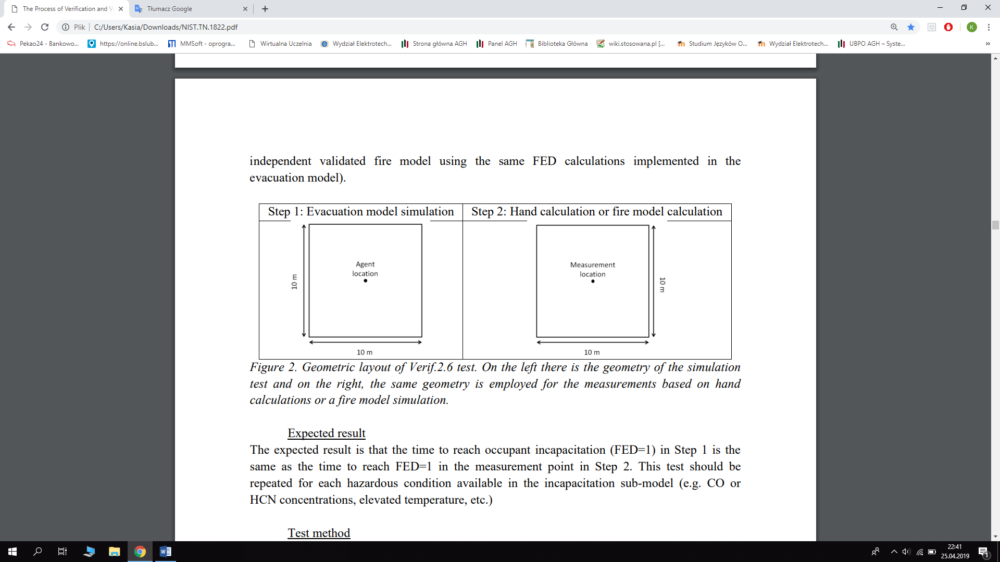 The Process of Verification and V
Tłumacz Google
Plik
C:/Users/Kasia/Downloads/NIST.TN.1822.pdf
K
Pekao24 - Bankowo...
https://online.bslub...
MMSoft - oprogra...
Wirtualna Uczelnia
Wydział Elektrotech...
Strona główna AGH
Panel AGH
Biblioteka Główna
wiki.stosowana.pl [...
Studium Języków O...
Wydział Elektrotech...
UBPO AGH – Syste...
»
independent validated fire model using the same FED calculations implemented in the
evacuation model).
Step 1: Evacuation model simulation
Step 2: Hand calculation or fire model calculation
Agent
location
10 m
10 m
Measurement
location
10 m
10 m
Figure 2. Geometric layout of Verif.2.6 test. On the left there is the geometry of the simulation
test and on the right, the same geometry is employed for the measurements based on hand
calculations or a fire model simulation.
Expected result
The expected result is that the time to reach occupant incapacitation (FED=1) in Step 1 is the
same as the time to reach FED=1 in the measurement point in Step 2. This test should be
repeated for each hazardous condition available in the incapacitation sub-model (e.g. CO or
HCN concentrations, elevated temperature, etc.)
Test method
22:41
25.04.2019
1